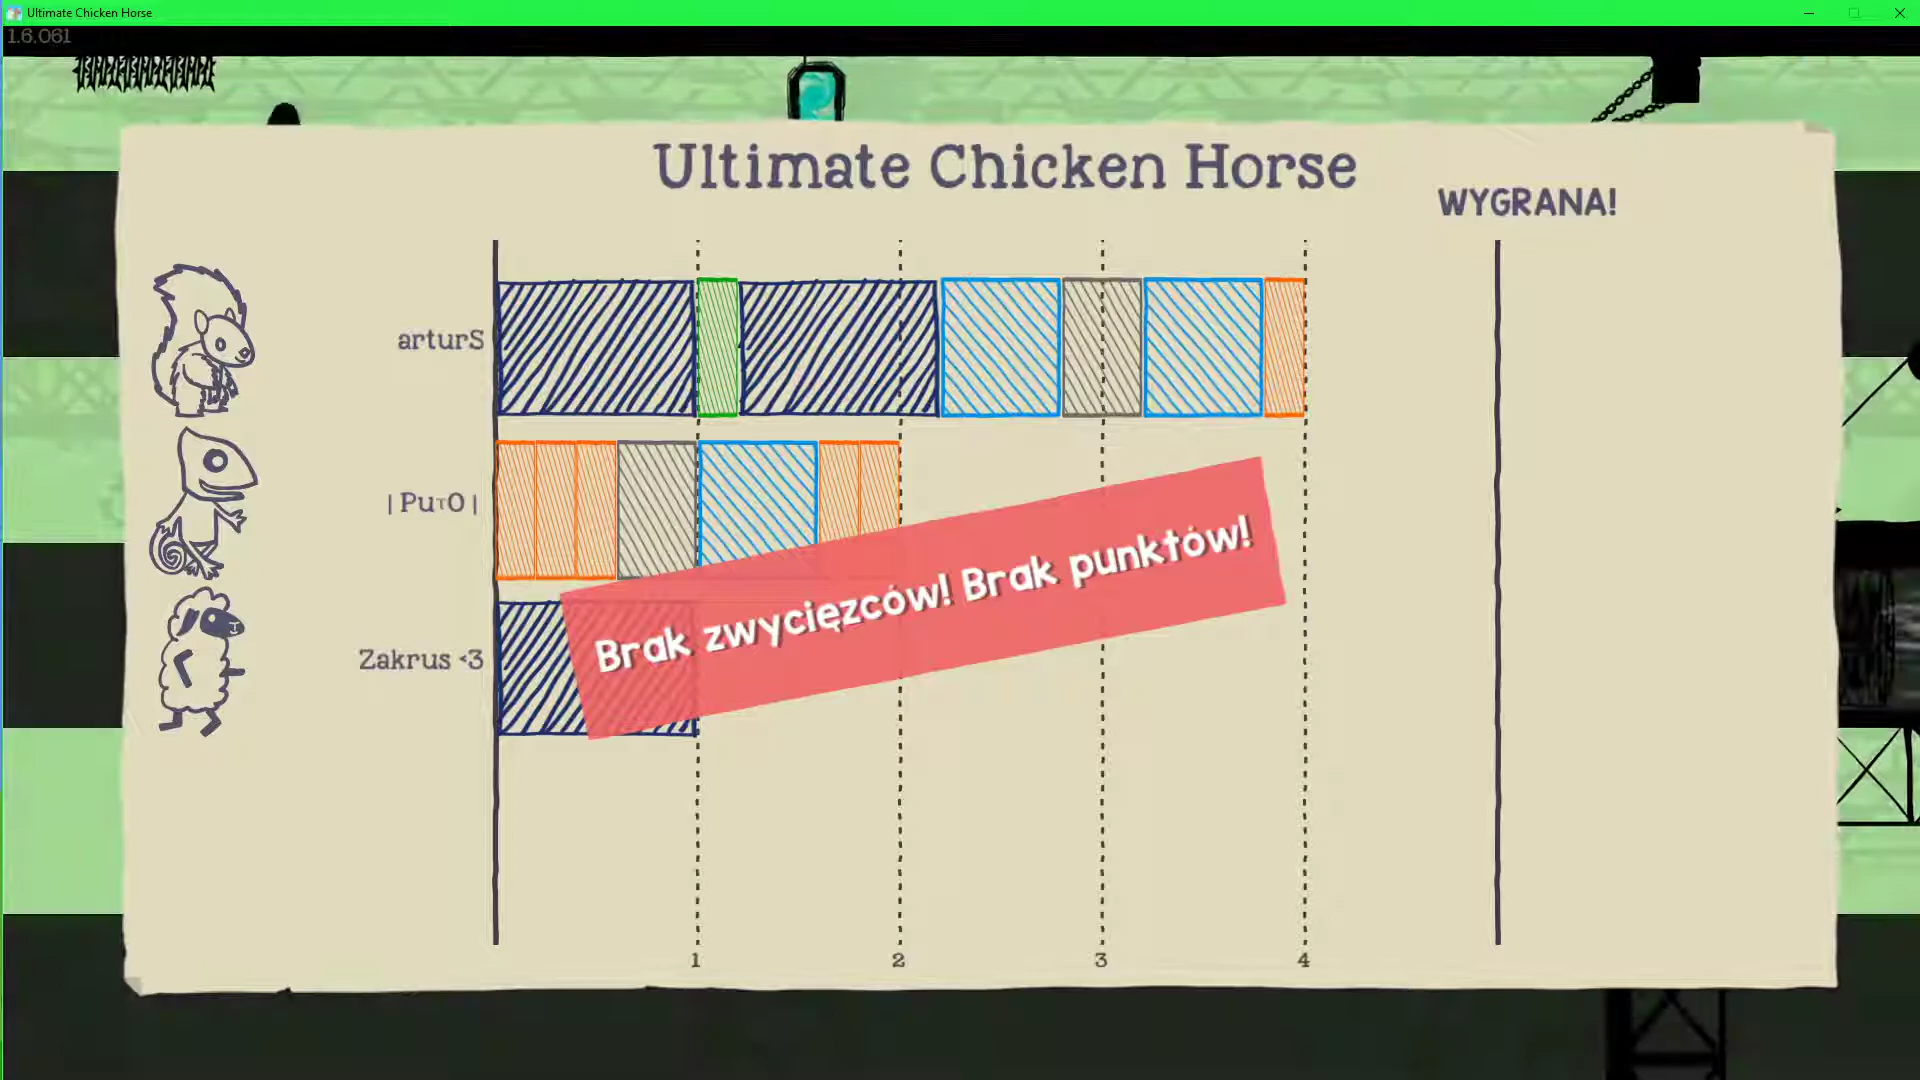 Ultimate Chicken Horse
1.6.061
Ultimate Chicken Horse
WYGRANA!
arturS
| PuTO |
Brak zwycięzców! Brak punktów!
Zakrus <3
1
2
3
4